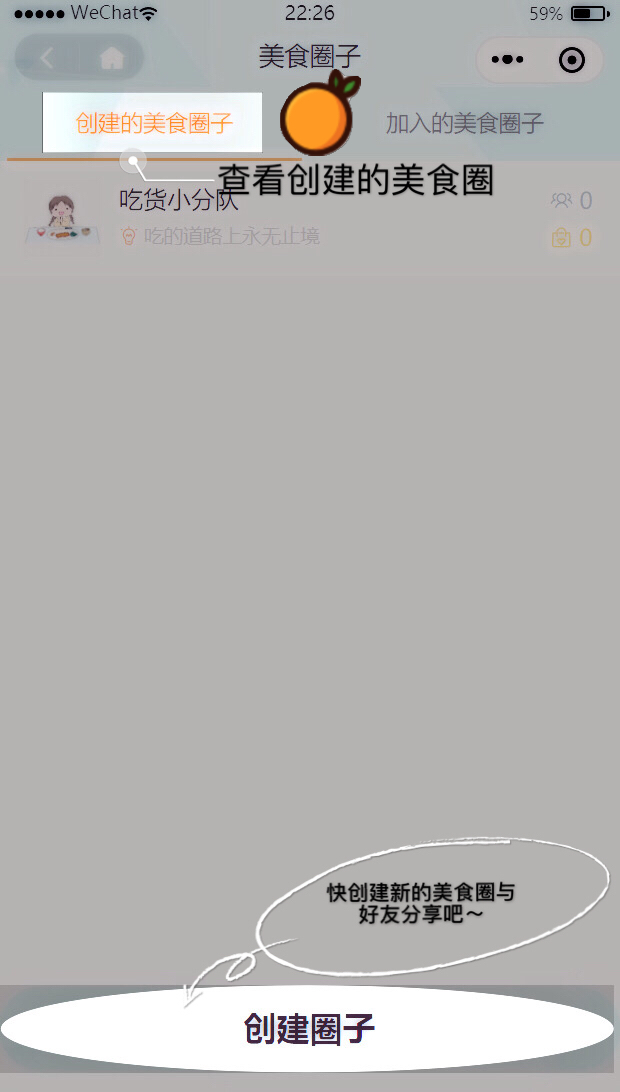 WeChat 22:26 59%
美食圈子
创建的美食圈子 加入的美食圈子
查看创建的美食圈
吃货小分队 0
吃的道路上永无止境 0
快创建新的美食圈与
好友分享吧~
创建圈子